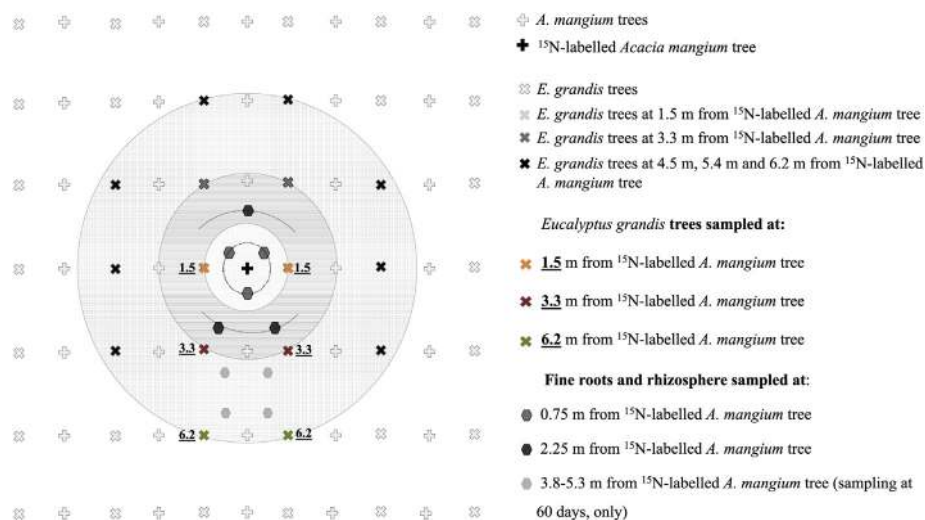 A. mangium trees
¹⁵N-labelled Acacia mangium tree
E. grandis trees
E. grandis trees at 1.5 m from ¹⁵N-labelled A. mangium tree
E. grandis trees at 3.3 m from ¹⁵N-labelled A. mangium tree
E. grandis trees at 4.5 m, 5.4 m and 6.2 m from ¹⁵N-labelled
A. mangium tree
Eucalyptus grandis trees sampled at:
1.5 m from ¹⁵N-labelled A. mangium tree
3.3 m from ¹⁵N-labelled A. mangium tree
6.2 m from ¹⁵N-labelled A. mangium tree
Fine roots and rhizosphere sampled at:
0.75 m from ¹⁵N-labelled A. mangium tree
2.25 m from ¹⁵N-labelled A. mangium tree
3.8-5.3 m from ¹⁵N-labelled A. mangium tree (sampling at
60 days, only)
1.5 1.5
3.3 3.3
6.2 6.2